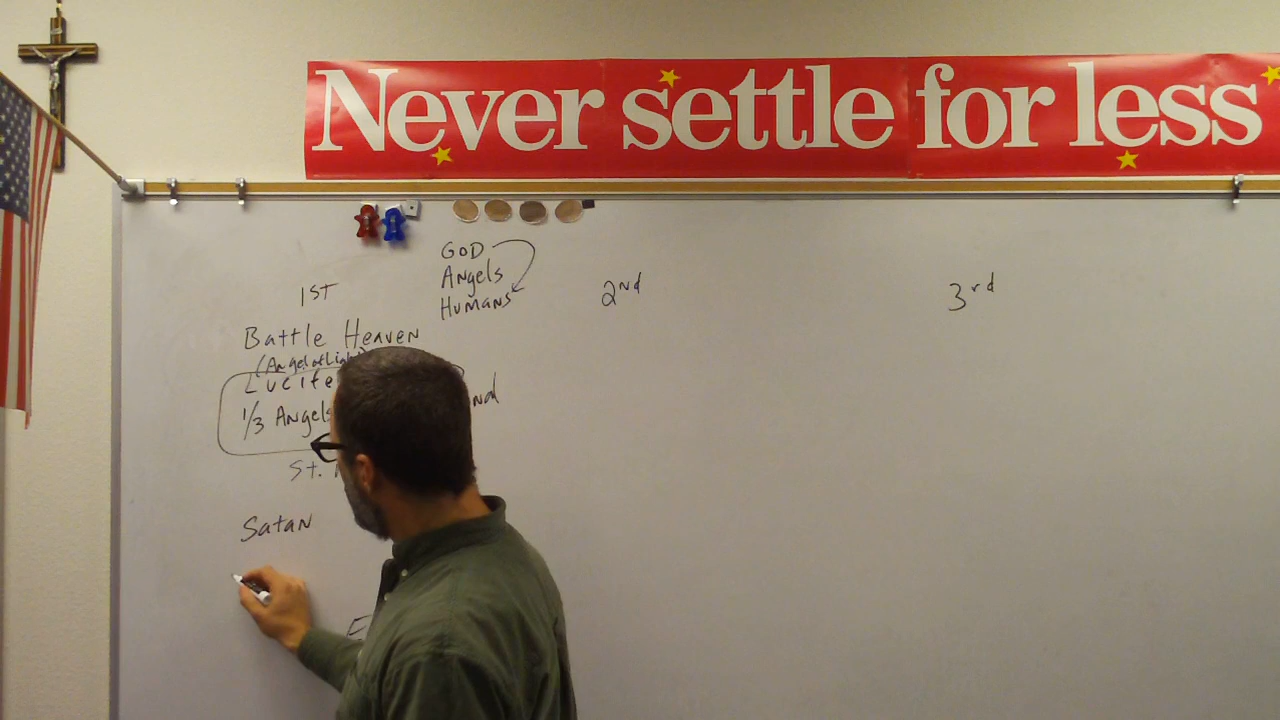 Never settle for less
GOD
Angels
Humans
1ST
2nd
3rd
Battle Heaven
(Angel of Light)
1/3 Angels
St.
Satan